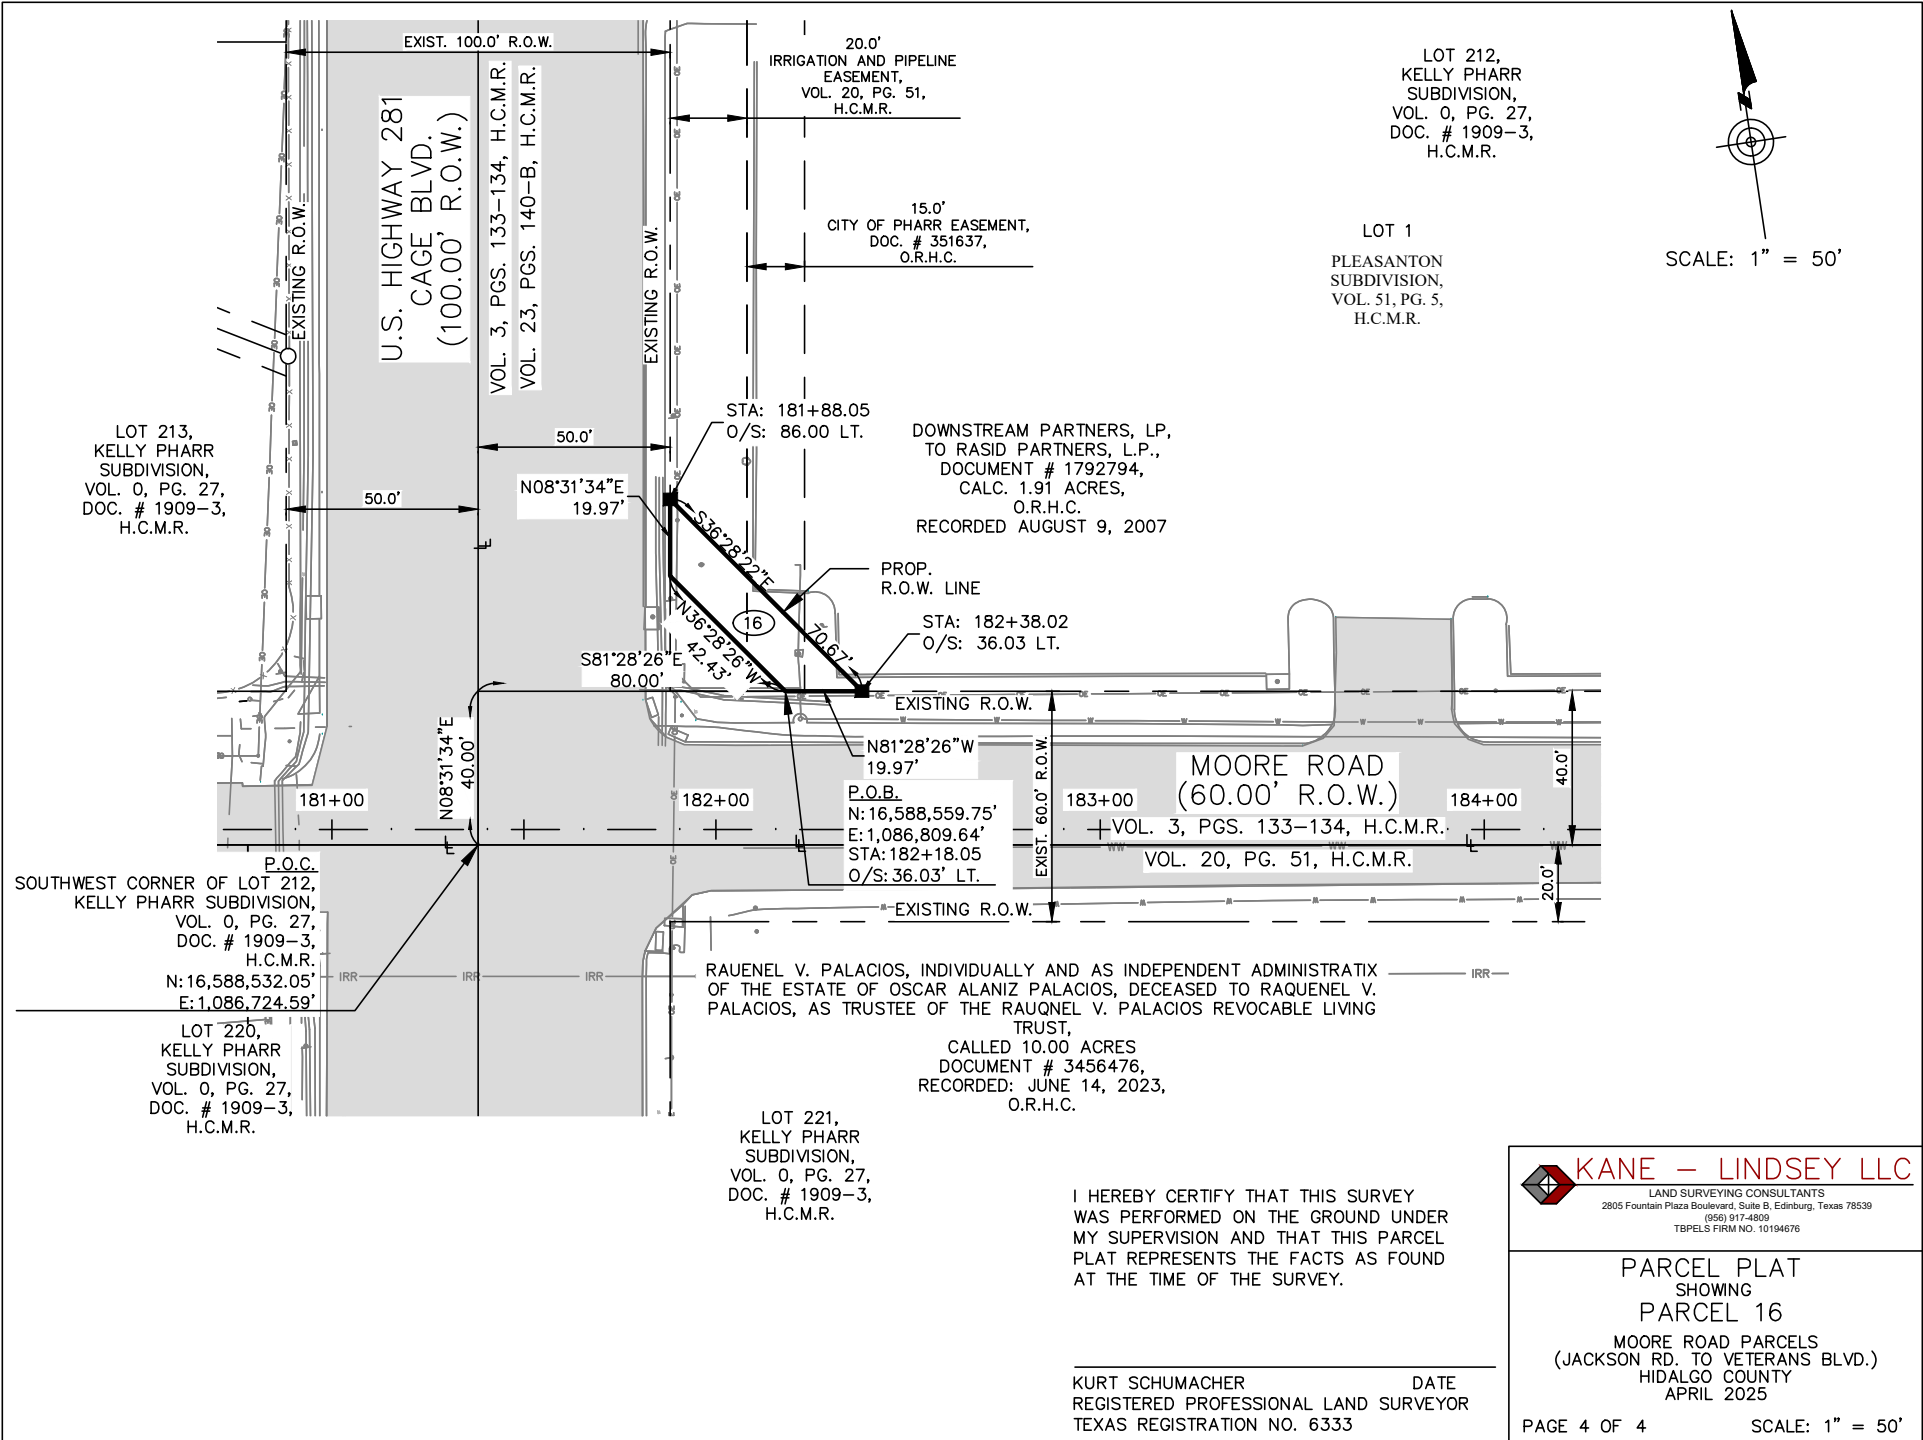 EXIST. 100.0' R.O.W.
20.0'
IRRIGATION AND PIPELINE
EASEMENT,
VOL. 20, PG. 51,
H.C.M.R.
LOT 212,
KELLY PHARR
SUBDIVISION,
VOL. 0, PG. 27,
DOC. # 1909-3,
H.C.M.R.
U.S. HIGHWAY 281
CAGE BLVD.
(100.00' R.O.W.)
VOL. 3, PGS. 133-134, H.C.M.R.
VOL. 23, PGS. 140-B, H.C.M.R.
EXISTING R.O.W.
EXISTING R.O.W.
15.0'
CITY OF PHARR EASEMENT,
DOC. # 351637,
O.R.H.C.
LOT 1
PLEASANTON
SUBDIVISION,
VOL. 51, PG. 5,
H.C.M.R.
SCALE: 1" = 50'
LOT 213,
KELLY PHARR
SUBDIVISION,
VOL. 0, PG. 27,
DOC. # 1909-3,
H.C.M.R.
50.0'
50.0'
STA: 181+88.05
O/S: 86.00 LT.
N08°31'34"E
19.97'
DOWNSTREAM PARTNERS, LP,
TO RASID PARTNERS, L.P.,
DOCUMENT # 1792794,
CALC. 1.91 ACRES,
O.R.H.C.
RECORDED AUGUST 9, 2007
S36°28'22"E
70.67'
PROP.
R.O.W. LINE
16
N36°28'26"W
42.43'
STA: 182+38.02
O/S: 36.03 LT.
S81°28'26"E
80.00'
N08°31'34"E
40.00'
EXISTING R.O.W.
N81°28'26"W
19.97'
P.O.B.
N:16,588,559.75'
E:1,086,809.64'
STA:182+18.05
O/S:36.03' LT.
EXIST. 60.0' R.O.W.
MOORE ROAD
(60.00' R.O.W.)
VOL. 3, PGS. 133-134, H.C.M.R.
VOL. 20, PG. 51, H.C.M.R.
40.0'
20.0'
181+00
182+00
183+00
184+00
EXISTING R.O.W.
P.O.C.
SOUTHWEST CORNER OF LOT 212,
KELLY PHARR SUBDIVISION,
VOL. 0, PG. 27,
DOC. # 1909-3,
H.C.M.R.
N:16,588,532.05'
E:1,086,724.59'
IRR
IRR
IRR
IRR
LOT 220,
KELLY PHARR
SUBDIVISION,
VOL. 0, PG. 27,
DOC. # 1909-3,
H.C.M.R.
RAUENEL V. PALACIOS, INDIVIDUALLY AND AS INDEPENDENT ADMINISTRATIX
OF THE ESTATE OF OSCAR ALANIZ PALACIOS, DECEASED TO RAQUENEL V.
PALACIOS, AS TRUSTEE OF THE RAUQNEL V. PALACIOS REVOCABLE LIVING
TRUST,
CALLED 10.00 ACRES
DOCUMENT # 3456476,
RECORDED: JUNE 14, 2023,
O.R.H.C.
LOT 221,
KELLY PHARR
SUBDIVISION,
VOL. 0, PG. 27,
DOC. # 1909-3,
H.C.M.R.
I HEREBY CERTIFY THAT THIS SURVEY
WAS PERFORMED ON THE GROUND UNDER
MY SUPERVISION AND THAT THIS PARCEL
PLAT REPRESENTS THE FACTS AS FOUND
AT THE TIME OF THE SURVEY.
KURT SCHUMACHER DATE
REGISTERED PROFESSIONAL LAND SURVEYOR
TEXAS REGISTRATION NO. 6333
KANE - LINDSEY LLC
LAND SURVEYING CONSULTANTS
2805 Fountain Plaza Boulevard, Suite B, Edinburg, Texas 78539
(956) 917-4809
TBPELS FIRM NO. 10194676
PARCEL PLAT
SHOWING
PARCEL 16
MOORE ROAD PARCELS
(JACKSON RD. TO VETERANS BLVD.)
HIDALGO COUNTY
APRIL 2025
PAGE 4 OF 4 SCALE: 1" = 50'